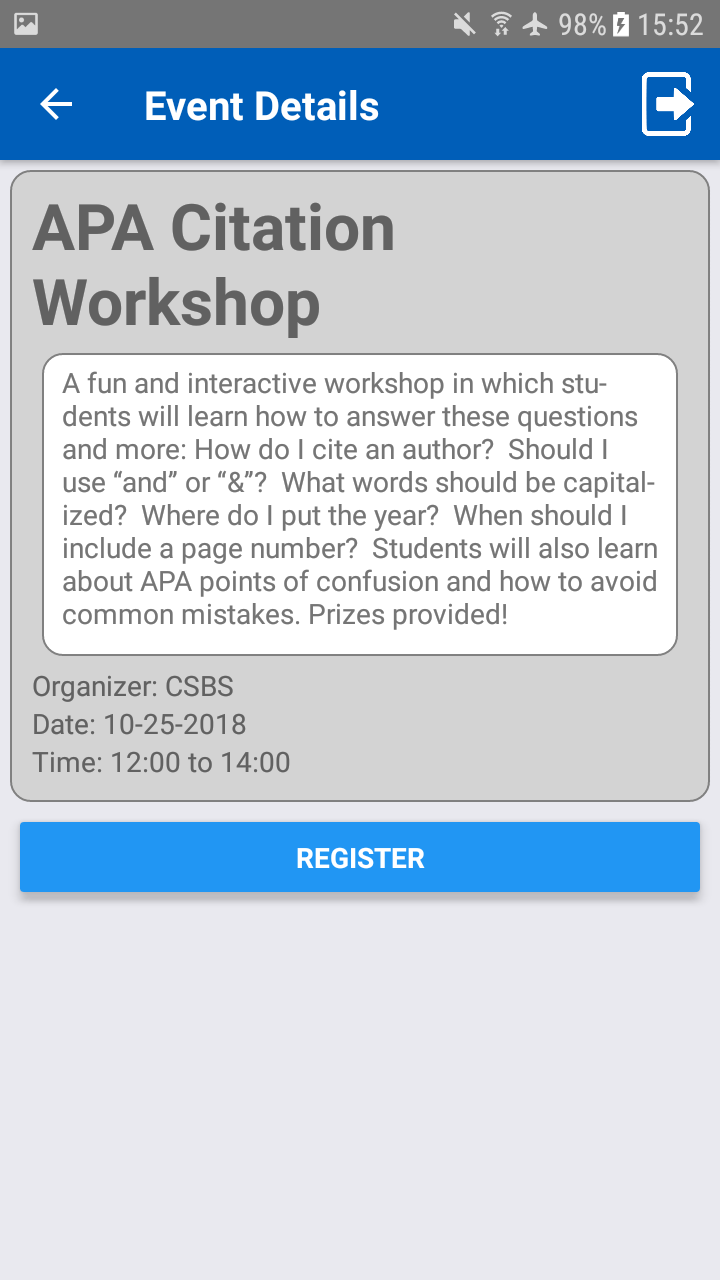 98% 15:52
Event Details
APA Citation
Workshop
A fun and interactive workshop in which stu-
dents will learn how to answer these questions
and more: How do I cite an author?  Should I
use “and” or “&”?  What words should be capital-
ized?  Where do I put the year?  When should I
include a page number?  Students will also learn
about APA points of confusion and how to avoid
common mistakes. Prizes provided!
Organizer: CSBS
Date: 10-25-2018
Time: 12:00 to 14:00
REGISTER